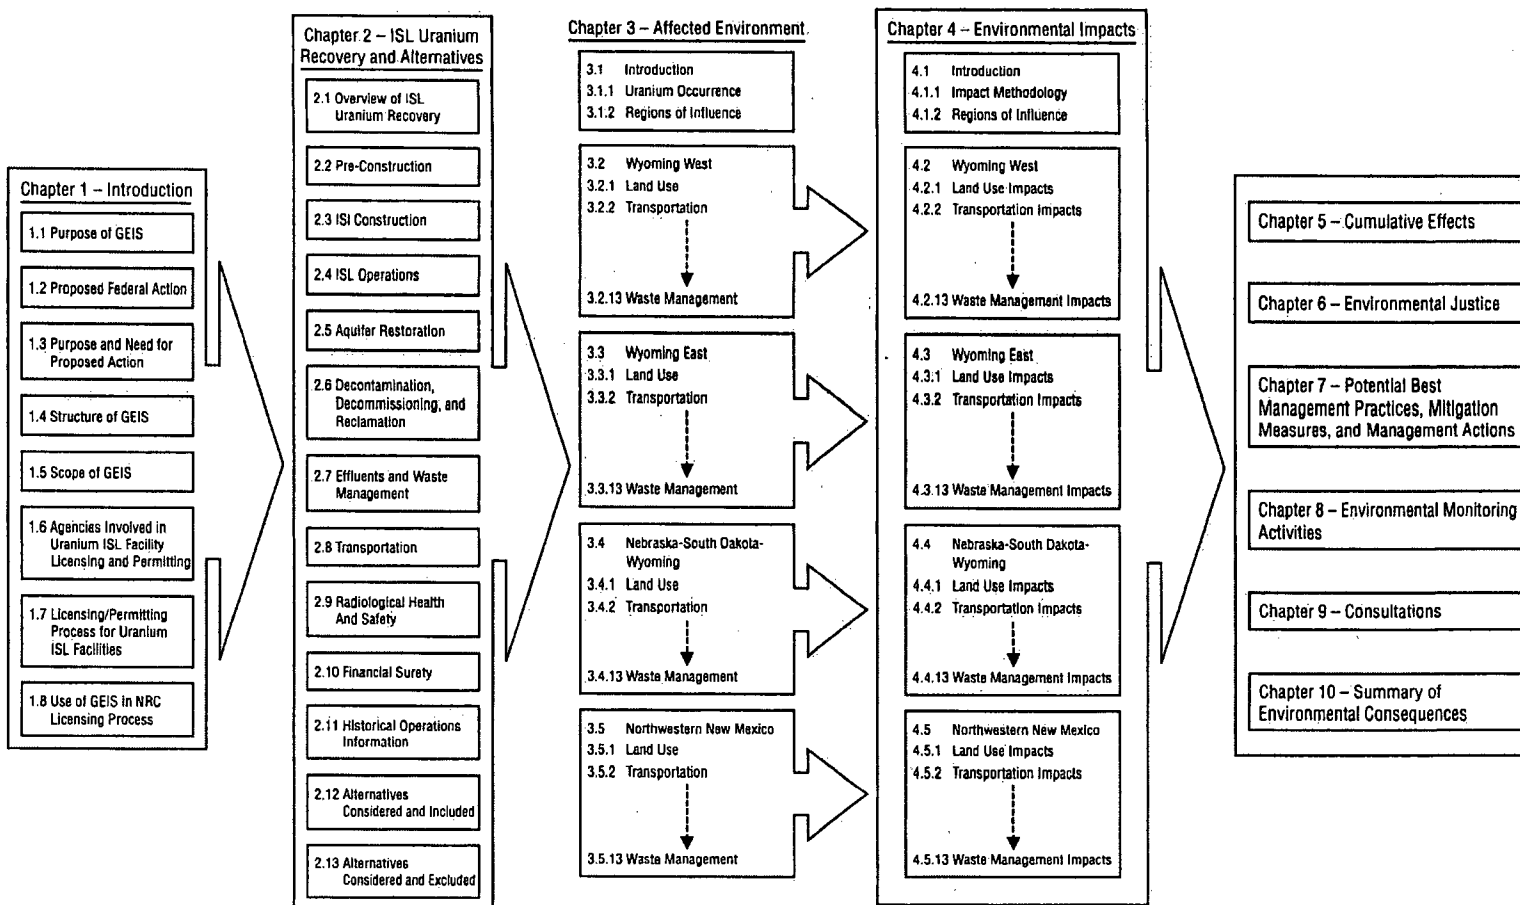 Chapter 1 – Introduction
1.1 Purpose of GEIS
1.2 Proposed Federal Action
1.3 Purpose and Need for
Proposed Action
1.4 Structure of GEIS
1.5 Scope of GEIS
1.6 Agencies Involved in
Uranium ISL Facility
Licensing and Permitting
1.7 Licensing/Permitting
Process for Uranium
ISL Facilities
1.8 Use of GEIS in NRC
Licensing Process
Chapter 2 – ISL Uranium
Recovery and Alternatives
2.1 Overview of ISL
Uranium Recovery
2.2 Pre-Construction
2.3 ISl Construction
2.4 ISL Operations
2.5 Aquifer Restoration
2.6 Decontamination,
Decommissioning, and
Reclamation
2.7 Effluents and Waste
Management
2.8 Transportation
2.9 Radiological Health
And Safety
2.10 Financial Surety
2.11 Historical Operations
Information
2.12 Alternatives
Considered and Included
2.13 Alternatives
Considered and Excluded
Chapter 3 – Affected Environment
3.1 Introduction
3.1.1 Uranium Occurrence
3.1.2 Regions of Influence
3.2 Wyoming West
3.2.1 Land Use
3.2.2 Transportation
3.2.13 Waste Management
3.3 Wyoming East
3.3.1 Land Use
3.3.2 Transportation
3.3.13 Waste Management
3.4 Nebraska-South Dakota-
Wyoming
3.4.1 Land Use
3.4.2 Transportation
3.4.13 Waste Management
3.5 Northwestern New Mexico
3.5.1 Land Use
3.5.2 Transportation
3.5.13 Waste Management
Chapter 4 – Environmental Impacts
4.1 Introduction
4.1.1 Impact Methodology
4.1.2 Regions of Influence
4.2 Wyoming West
4.2.1 Land Use Impacts
4.2.2 Transportation Impacts
4.2.13 Waste Management Impacts
4.3 Wyoming East
4.3.1 Land Use Impacts
4.3.2 Transportation Impacts
4.3.13 Waste Management Impacts
4.4 Nebraska-South Dakota-
Wyoming
4.4.1 Land Use Impacts
4.4.2 Transportation Impacts
4.4.13 Waste Management Impacts
4.5 Northwestern New Mexico
4.5.1 Land Use Impacts
4.5.2 Transportation Impacts
4.5.13 Waste Management Impacts
Chapter 5 – Cumulative Effects
Chapter 6 – Environmental Justice
Chapter 7 – Potential Best
Management Practices, Mitigation
Measures, and Management Actions
Chapter 8 – Environmental Monitoring
Activities
Chapter 9 – Consultations
Chapter 10 – Summary of
Environmental Consequences